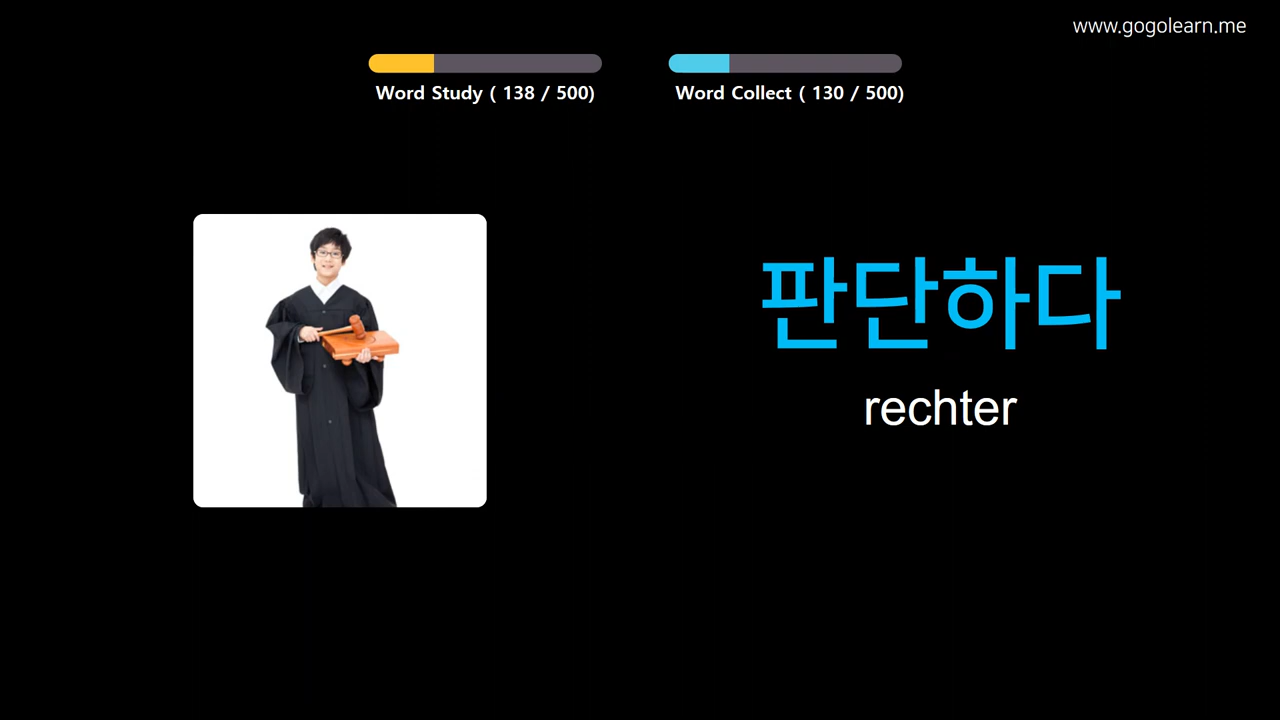 www.gogolearn.me
Word Study ( 138 / 500)
Word Collect ( 130 / 500)
판단하다
rechter